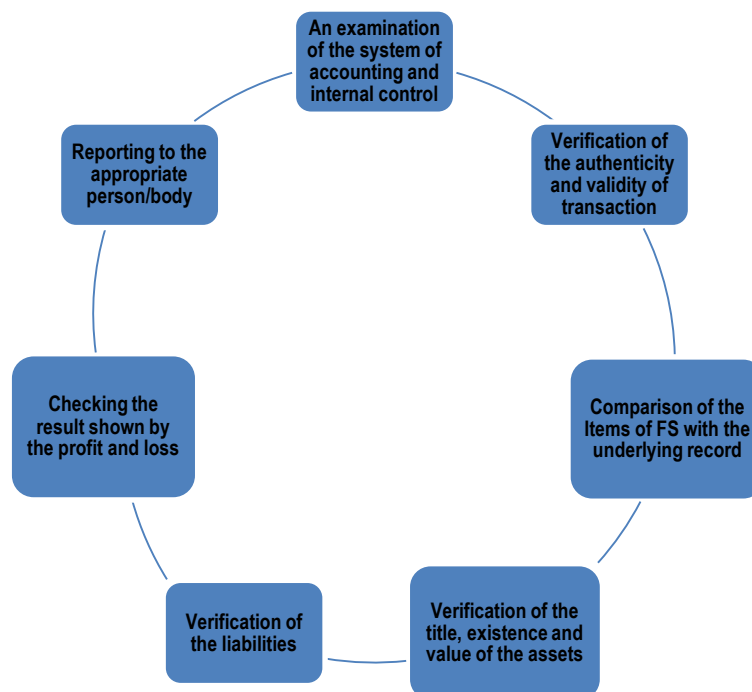 An examination
of the system of
accounting and
internal control
Verification of
the authenticity
and validity of
transaction
Comparison of the
Items of FS with the
underlying record
Verification of the
title, existence and
value of the assets
Verification of
the liabilities
Checking the
result shown by
the profit and loss
Reporting to the
appropriate
person/body